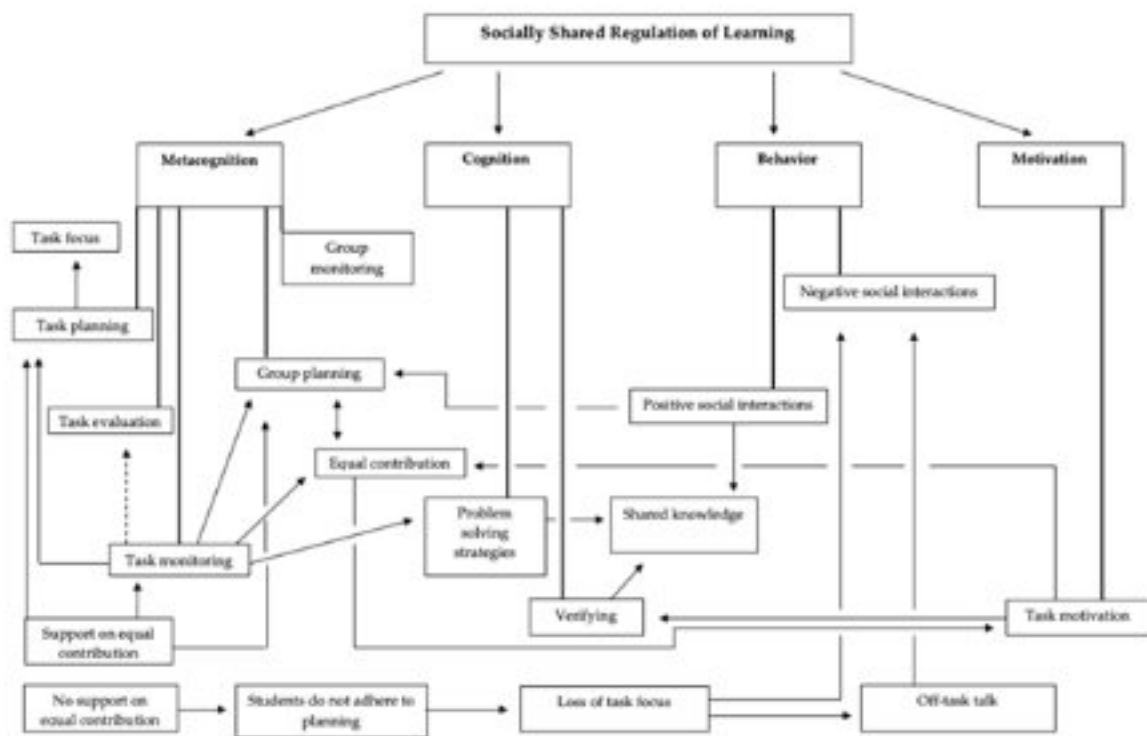 Socially Shared Regulation of Learning
Metacognition
Cognition
Behavior
Motivation
Task focus
Group
monitoring
Negative social interactions
Task planning
Group planning
Positive social interactions
Task evaluation
Equal contribution
Problem
solving
strategies
Shared knowledge
Task monitoring
Verifying
Task motivation
Support on equal
contribution
No support on
equal contribution
Students do not adhere to
planning
Loss of task focus
Off-task talk